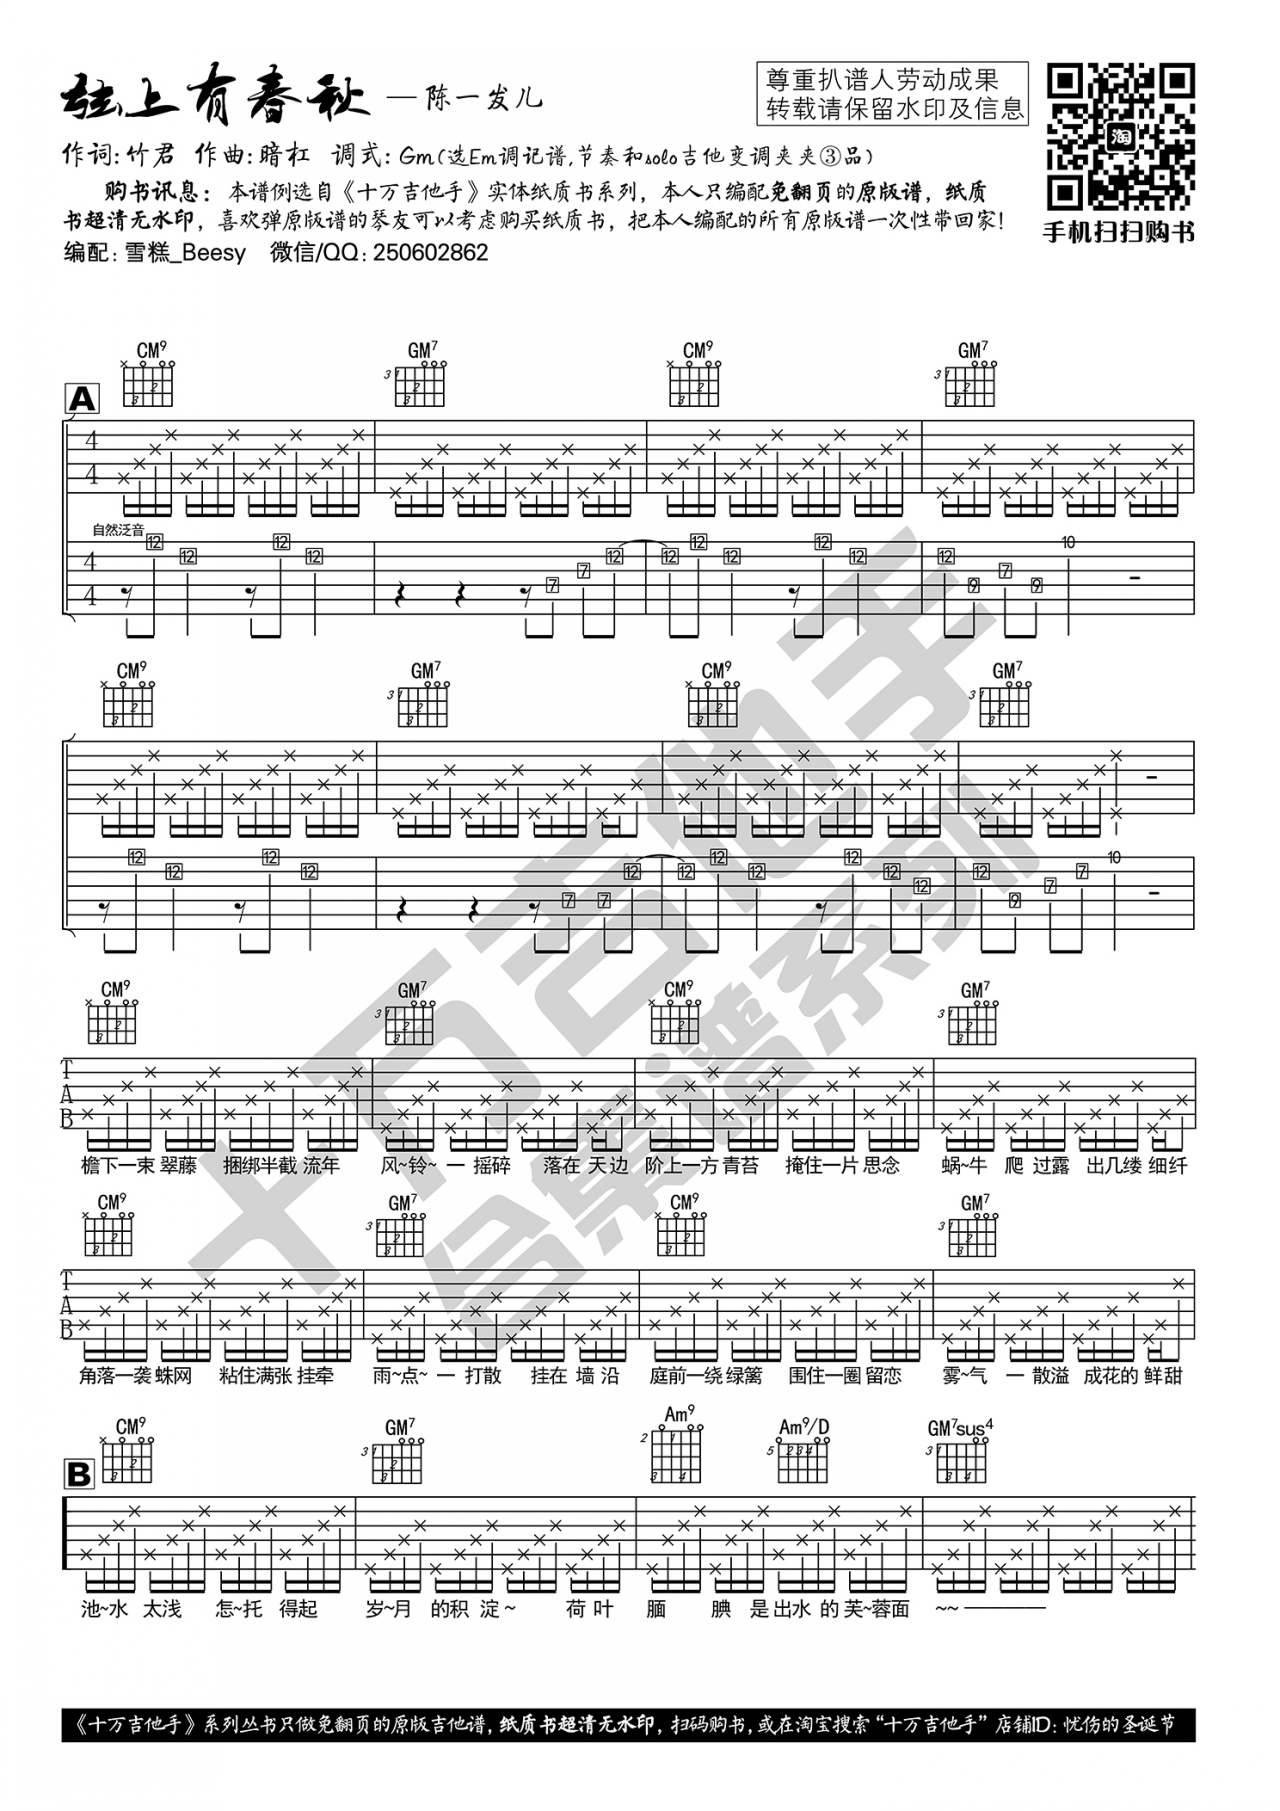 弦上有春秋 — 陈一发儿
尊重扒谱人劳动成果
转载请保留水印及信息
淘
手机扫扫购书
作词:竹君 作曲:暗杠 调式:Gm(选Em调记谱,节奏和solo吉他变调夹夹③品)
购书讯息：本谱例选自《十万吉他手》实体纸质书系列，本人只编配免翻页的原版谱，纸质
书超清无水印，喜欢弹原版谱的琴友可以考虑购买纸质书，把本人编配的所有原版谱一次性带回家!
编配: 雪糕_Beesy 微信/QQ: 250602862
CM9 GM7 CM9 GM7
A
4 4
自然泛音
12 12 12 12 7 7 12 12 12 12 12 12 12 9 7 9 10
4 4
CM9 GM7 CM9 GM7
12 12 12 12 7 7 12 12 12 12 12 12 12 12 9 7 7 10
CM9 GM7 CM9 GM7
T A B
檐下一束 翠藤 捆绑半截 流年 风~铃~ 一 摇碎 落在 天边 阶上一方 青苔 掩住一片 思念 蜗~牛 爬 过露 出几缕 细纤
CM9 GM7 CM9 GM7
T A B
角落一袭 蛛网 粘住满张 挂牵 雨~点~ 一 打散 挂在 墙 沿 庭前一绕 绿篱 围住一圈 留恋 雾~气 一 散溢 成花的 鲜甜
CM9 GM7 Am9 Am9/D GM7sus4
B
池~水 太浅 怎~托 得起 岁~月 的积 淀~ 荷 叶 腼 腆 是 出水 的 芙~蓉面 ~~ ————
十万吉他手
合集谱系列
《十万吉他手》系列丛书只做免翻页的原版吉他谱，纸质书超清无水印，扫码购书，或在淘宝搜索“十万吉他手”店铺ID: 忧伤的圣诞节